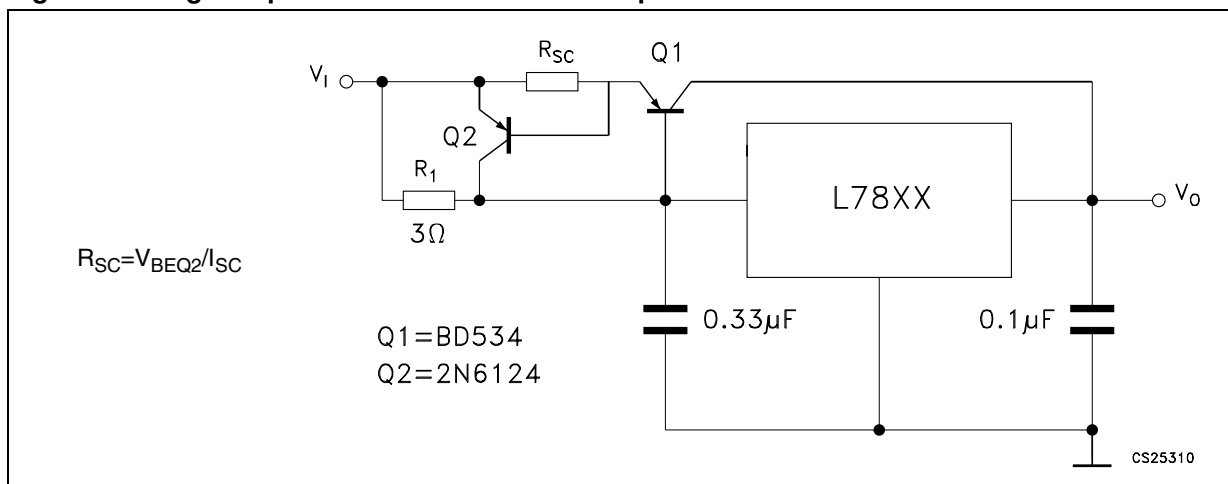 R_SC
Q1
V_I
Q2
R_1
3Ω
L78XX
V_O
R_SC=V_BEQ2/I_SC
0.33µF
0.1µF
Q1=BD534
Q2=2N6124
CS25310